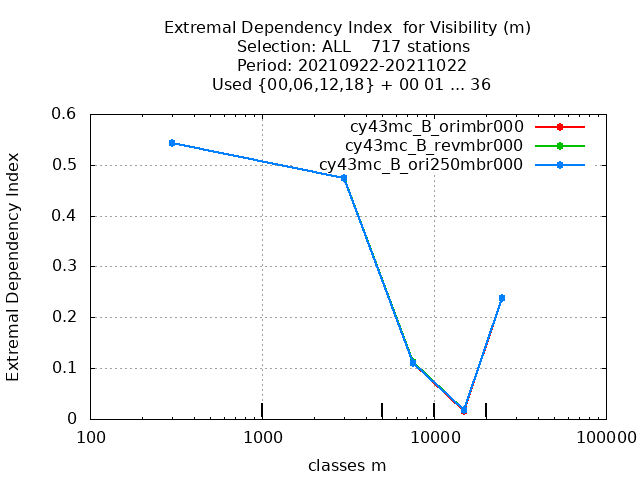 Extremal Dependency Index  for Visibility (m)
Selection: ALL    717 stations
Period: 20210922-20211022
Used {00,06,12,18} + 00 01 ... 36
cy43mc_B_orimbr000
cy43mc_B_revmbr000
cy43mc_B_ori250mbr000
Extremal Dependency Index
0.6
0.5
0.4
0.3
0.2
0.1
0
100 1000 10000 100000
classes m